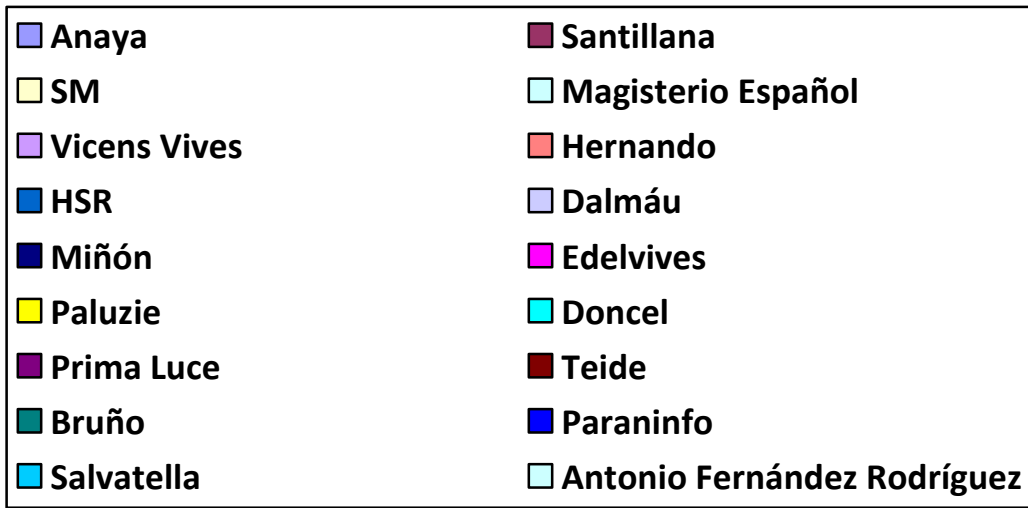 Anaya Santillana
SM Magisterio Español
Vicens Vives Hernando
HSR Dalmáu
Miñón Edelvives
Paluzie Doncel
Prima Luce Teide
Bruño Paraninfo
Salvatella Antonio Fernández Rodríguez